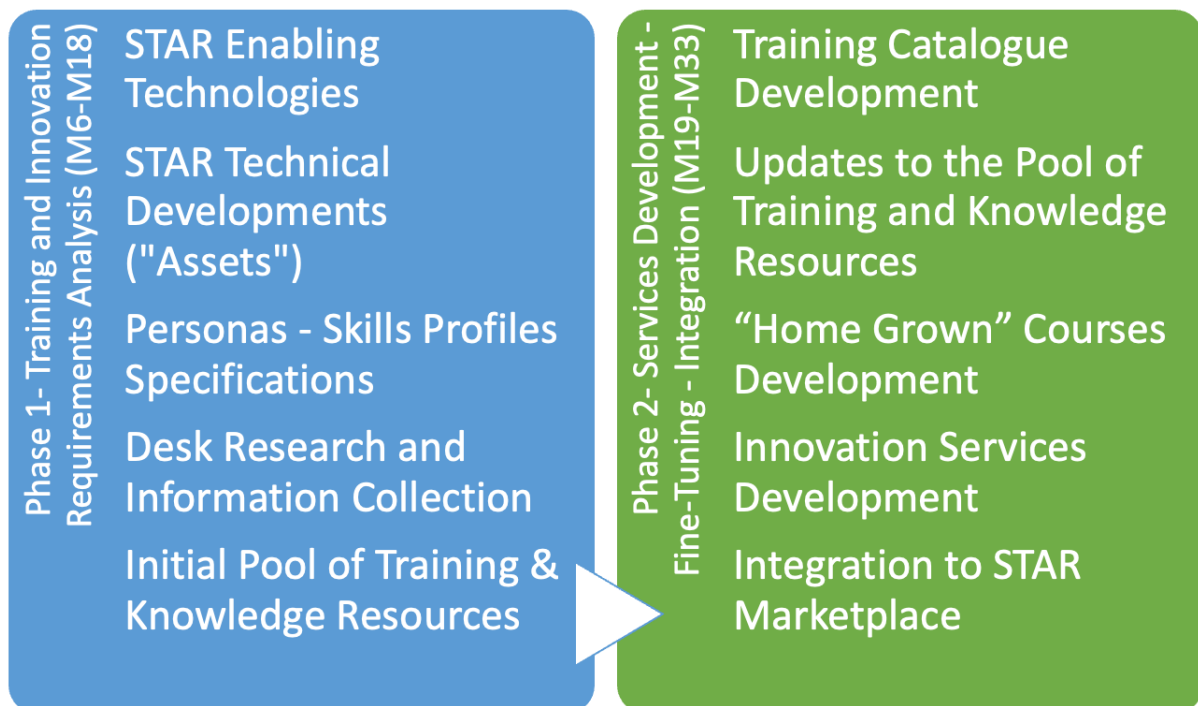 Phase 1- Training and Innovation
Requirements Analysis (M6-M18)
STAR Enabling
Technologies
STAR Technical
Developments
("Assets")
Personas - Skills Profiles
Specifications
Desk Research and
Information Collection
Initial Pool of Training &
Knowledge Resources
Phase 2- Services Development -
Fine-Tuning - Integration (M19-M33)
Training Catalogue
Development
Updates to the Pool of
Training and Knowledge
Resources
“Home Grown” Courses
Development
Innovation Services
Development
Integration to STAR
Marketplace